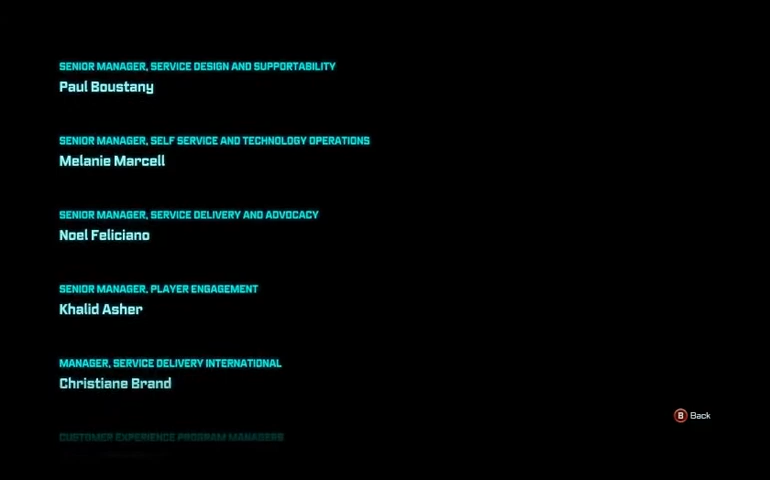 SENIOR MANAGER, SERVICE DESIGN AND SUPPORTABILITY
Paul Boustany
SENIOR MANAGER, SELF SERVICE AND TECHNOLOGY OPERATIONS
Melanie Marcell
SENIOR MANAGER, SERVICE DELIVERY AND ADVOCACY
Noel Feliciano
SENIOR MANAGER, PLAYER ENGAGEMENT
Khalid Asher
MANAGER, SERVICE DELIVERY INTERNATIONAL
Christiane Brand
B Back
CUSTOMER EXPERIENCE PROGRAM MANAGERS